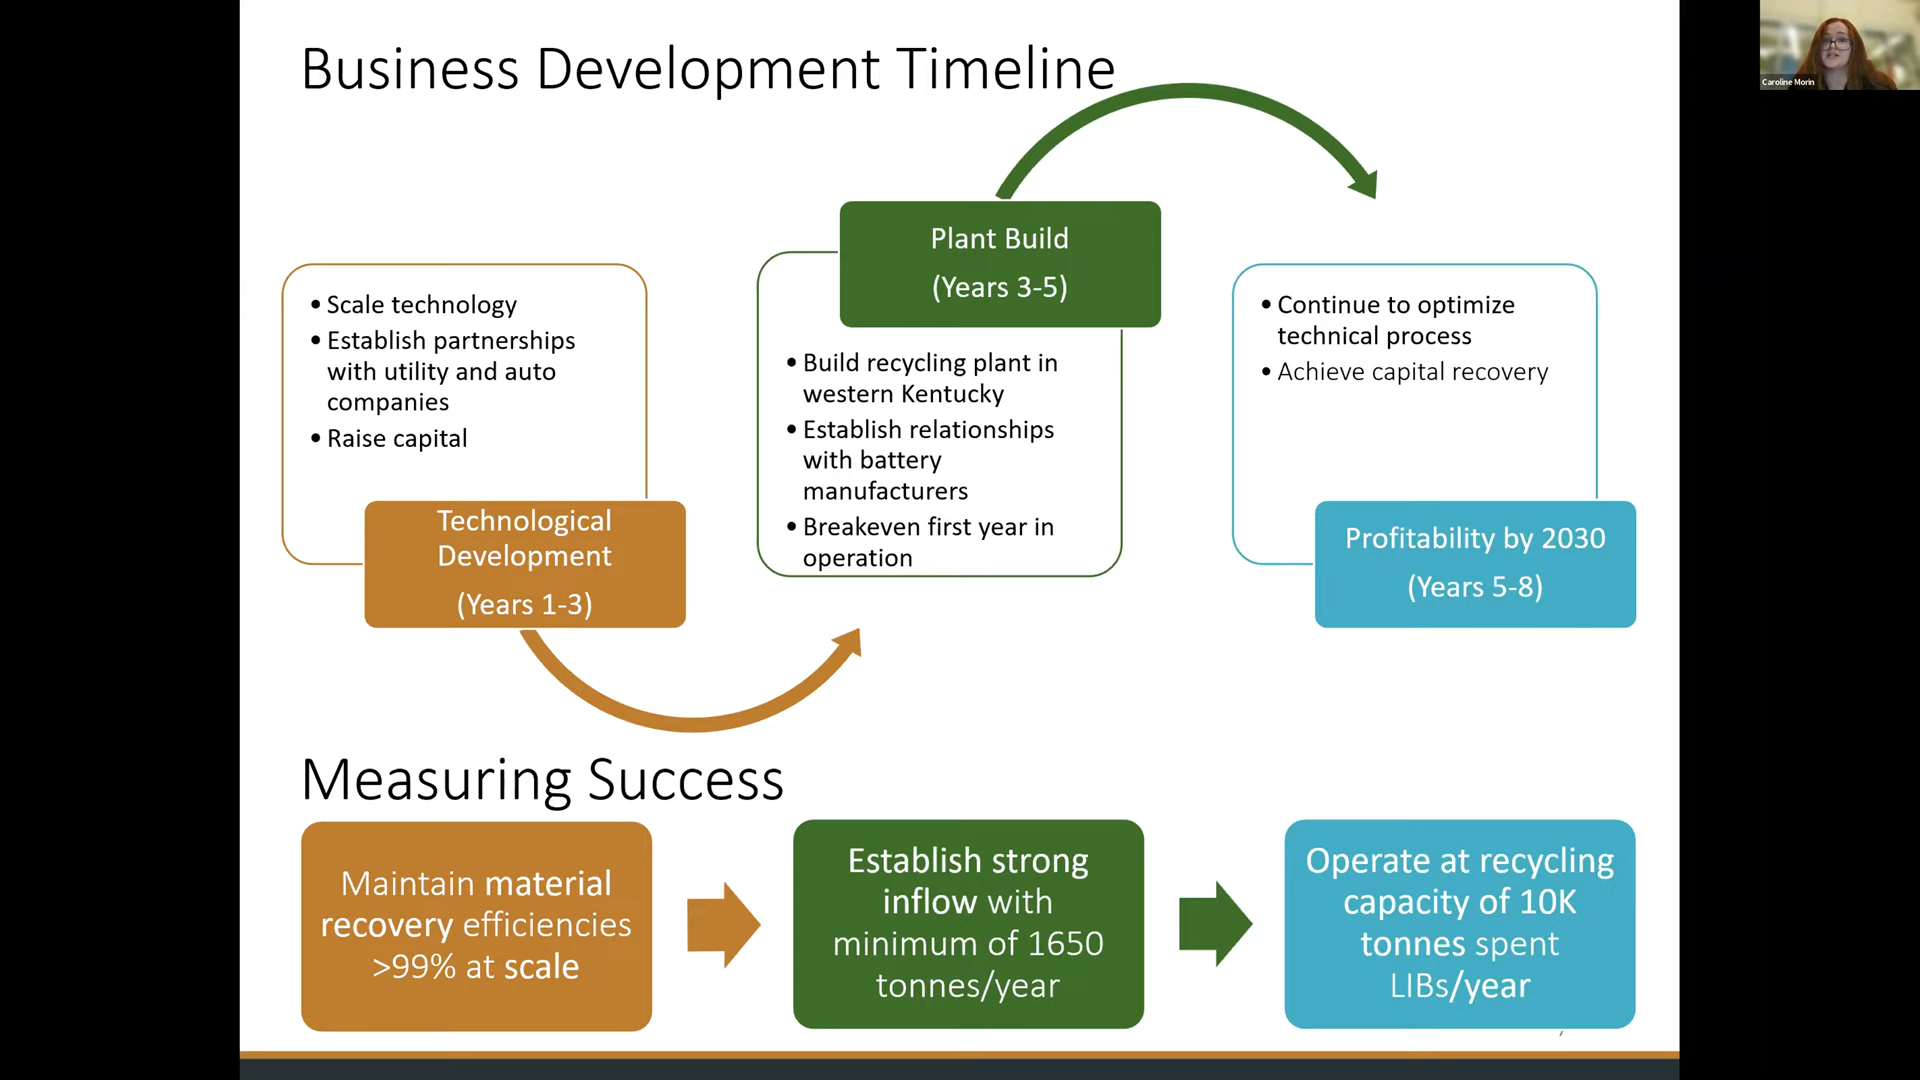 Business Development Timeline
Caroline Morin
• Scale technology
• Establish partnerships
with utility and auto
companies
• Raise capital
Technological
Development
(Years 1-3)
Plant Build
(Years 3-5)
• Build recycling plant in
western Kentucky
• Establish relationships
with battery
manufacturers
• Breakeven first year in
operation
• Continue to optimize
technical process
• Achieve capital recovery
Profitability by 2030
(Years 5-8)
Measuring Success
Maintain material
recovery efficiencies
>99% at scale
Establish strong
inflow with
minimum of 1650
tonnes/year
Operate at recycling
capacity of 10K
tonnes spent
LIBs/year